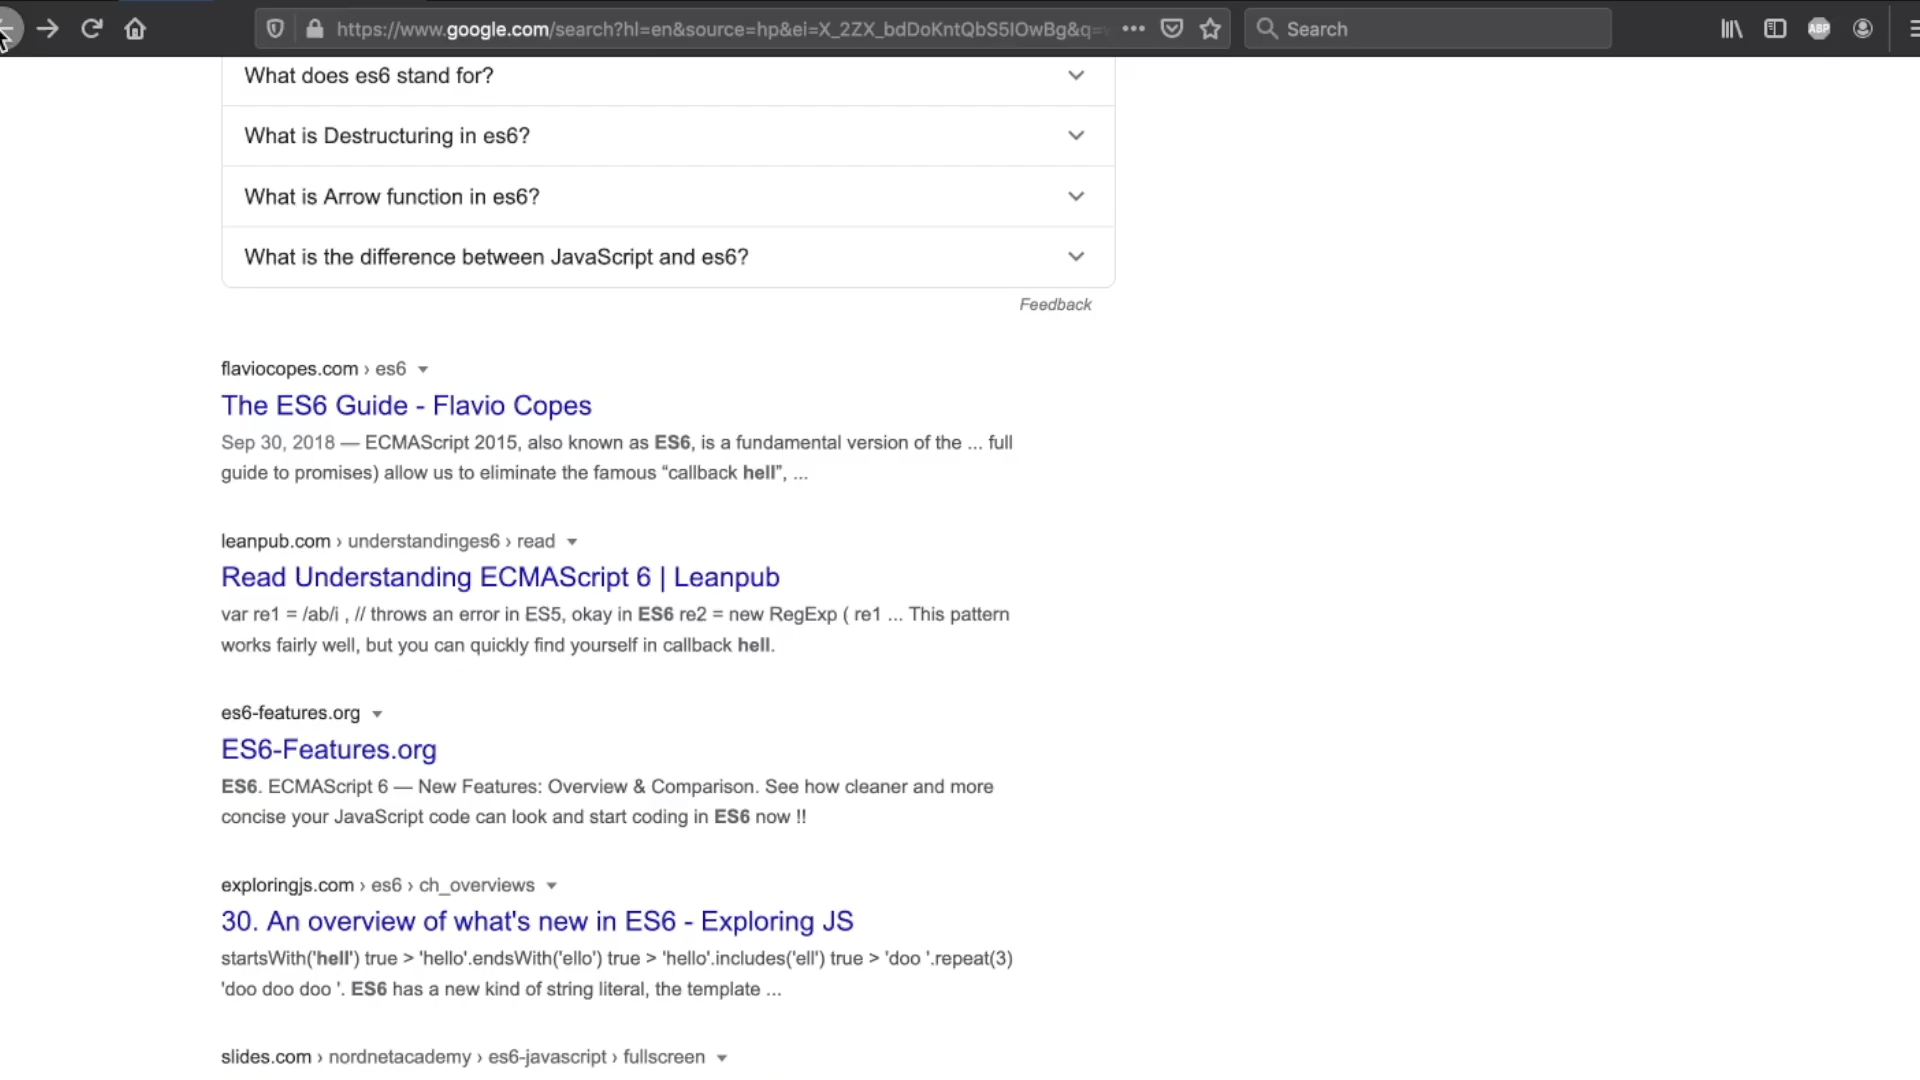 https://www.google.com/search?hl=en&source=hp&ei=X_2ZX_bdDoKntQbS5IOwBg&q=
Search
ABP
What does es6 stand for?
What is Destructuring in es6?
What is Arrow function in es6?
What is the difference between JavaScript and es6?
Feedback
flaviocopes.com › es6
The ES6 Guide - Flavio Copes
Sep 30, 2018 — ECMAScript 2015, also known as ES6, is a fundamental version of the ... full
guide to promises) allow us to eliminate the famous “callback hell”, ...
leanpub.com › understandinges6 › read
Read Understanding ECMAScript 6 | Leanpub
var re1 = /ab/i , // throws an error in ES5, okay in ES6 re2 = new RegExp ( re1 ... This pattern
works fairly well, but you can quickly find yourself in callback hell.
es6-features.org
ES6-Features.org
ES6. ECMAScript 6 — New Features: Overview & Comparison. See how cleaner and more
concise your JavaScript code can look and start coding in ES6 now !!
exploringjs.com › es6 › ch_overviews
30. An overview of what's new in ES6 - Exploring JS
startsWith('hell') true > 'hello'.endsWith('ello') true > 'hello'.includes('ell') true > 'doo '.repeat(3)
'doo doo doo '. ES6 has a new kind of string literal, the template ...
slides.com › nordnetacademy › es6-javascript › fullscreen